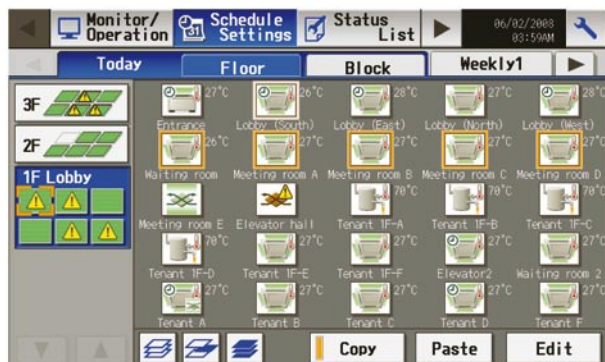 Monitor/ Operation
Schedule Settings
Status List
06/02/2008
03:59AM
Today
Floor
Block
Weekly1
3F
2F
1F Lobby
27°C
26°C
28°C
27°C
28°C
Entrance
Lobby (South)
Lobby (East)
Lobby (North)
Lobby (West)
26°C
27°C
27°C
27°C
27°C
Waiting room
Meeting room A
Meeting room B
Meeting room C
Meeting room D
70°C
70°C
70°C
Meeting room E
Elevator hall
Tenant 1F-A
Tenant 1F-B
Tenant 1F-C
70°C
27°C
27°C
27°C
27°C
Tenant 1F-D
Tenant 1F-E
Tenant 1F-F
Elevator2
Waiting room 2
27°C
27°C
27°C
27°C
27°C
Tenant A
Tenant B
Tenant C
Tenant D
Tenant F
Copy
Paste
Edit